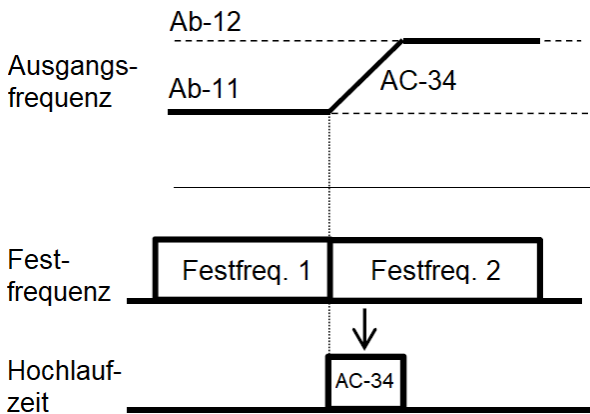 Ab-12
Ausgangs-
frequenz
Ab-11
AC-34
Fest-
frequenz
Festfreq. 1
Festfreq. 2
Hochlauf-
zeit
AC-34